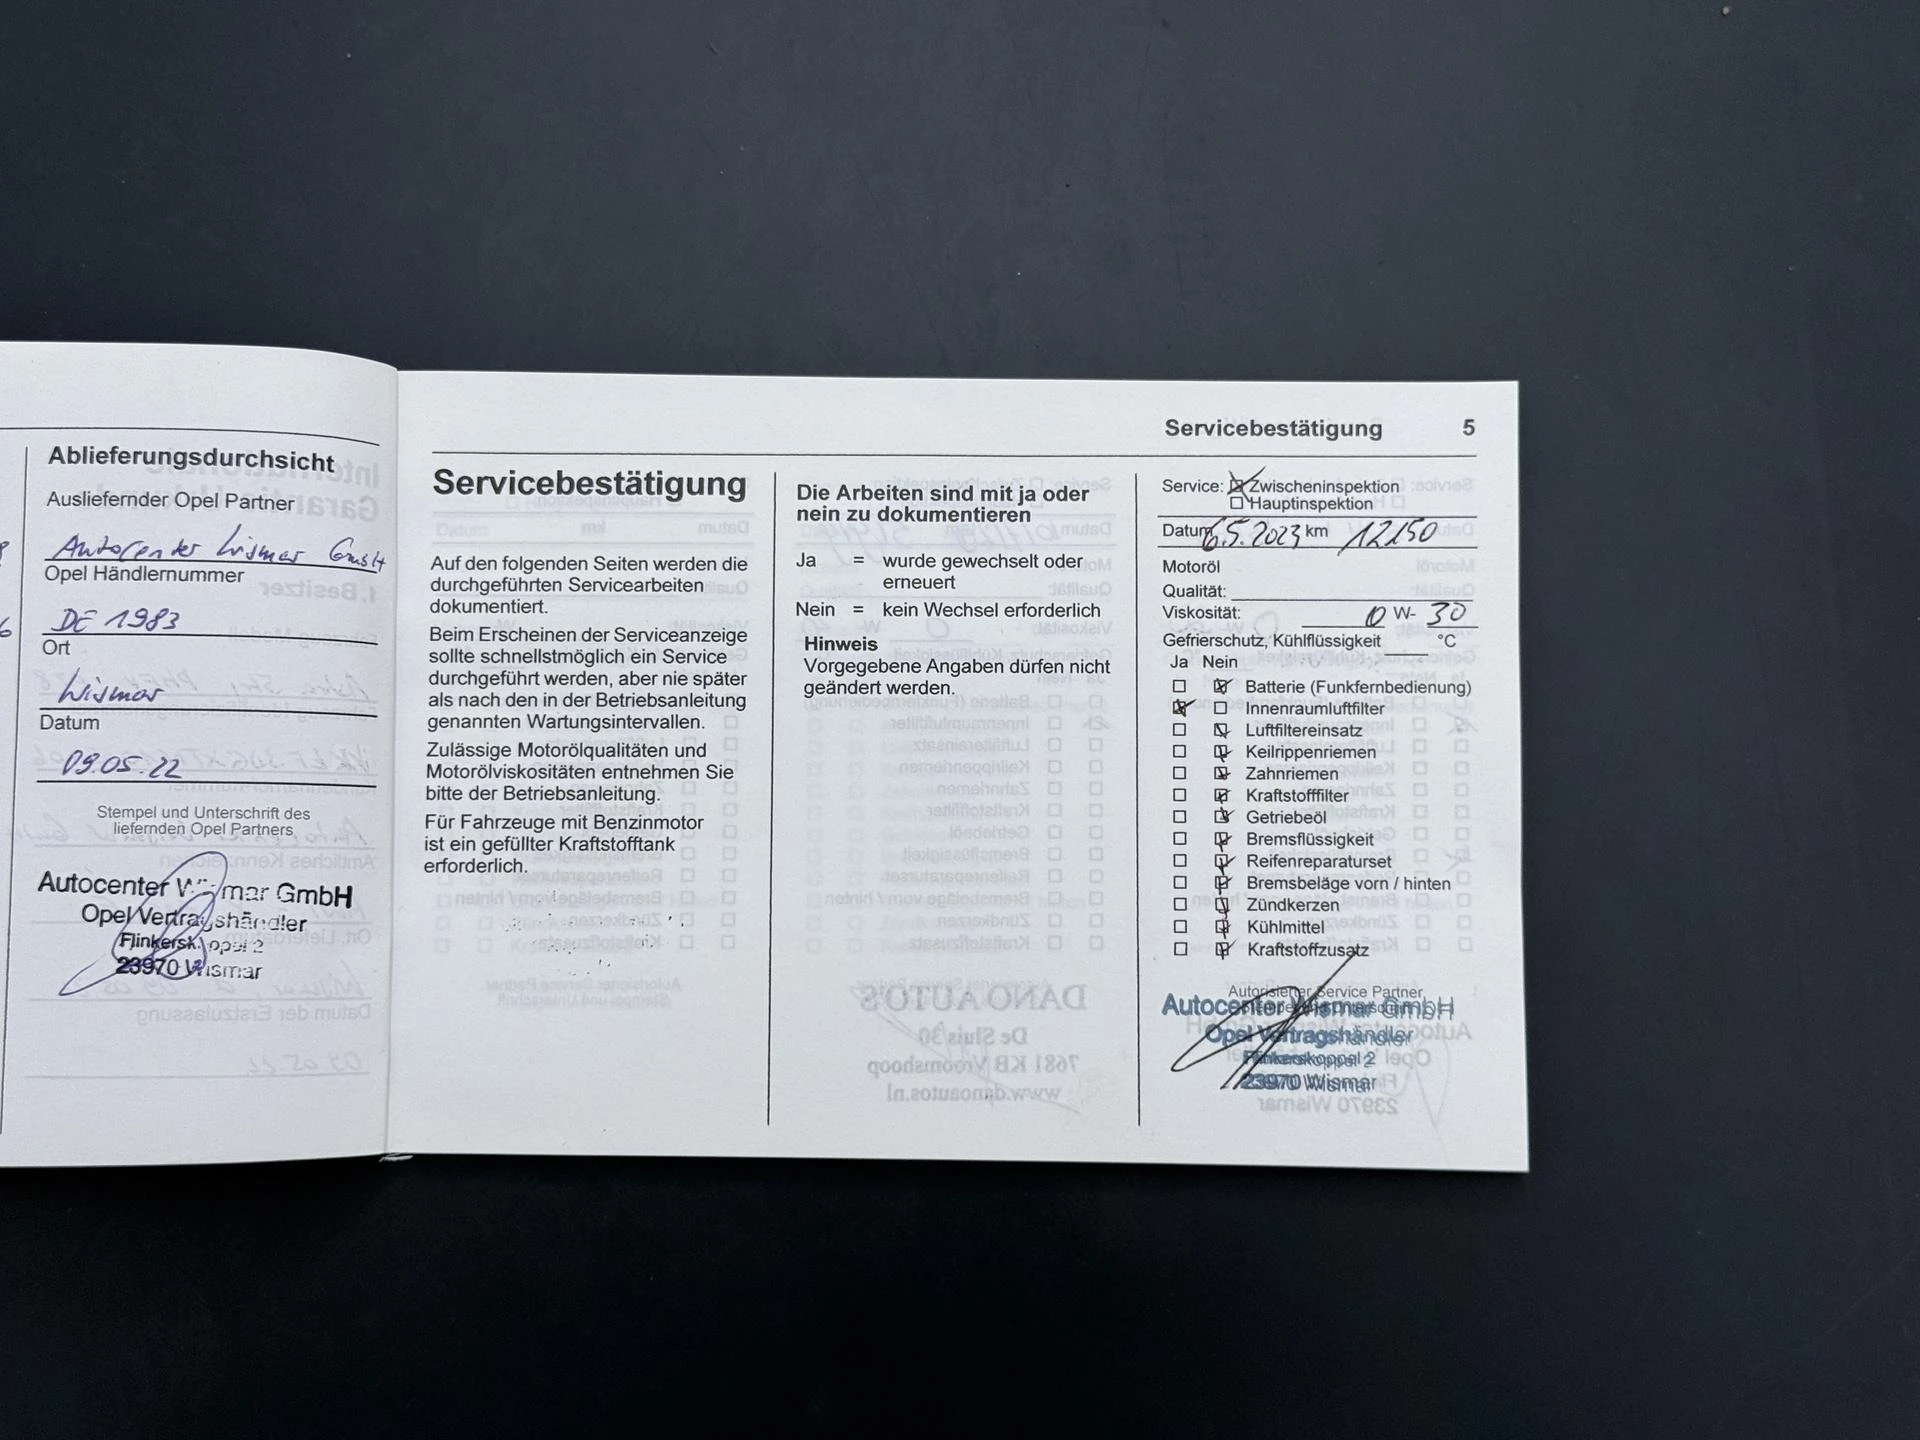 Ablieferungsdurchsicht
Ausliefernder Opel Partner
Autocenter Wismar GmbH
Opel Händlernummer
DE 1983
Ort
Wismar
Datum
09.05.22
Stempel und Unterschrift des
liefernden Opel Partners
Autocenter Wismar GmbH
Opel Vertragshändler
Flinkerskoppel 2
23970 Wismar
Servicebestätigung 5
Servicebestätigung
Auf den folgenden Seiten werden die
durchgeführten Servicearbeiten
dokumentiert.
Beim Erscheinen der Serviceanzeige
sollte schnellstmöglich ein Service
durchgeführt werden, aber nie später
als nach den in der Betriebsanleitung
genannten Wartungsintervallen.
Zulässige Motorölqualitäten und
Motorölviskositäten entnehmen Sie
bitte der Betriebsanleitung.
Für Fahrzeuge mit Benzinmotor
ist ein gefüllter Kraftstofftank
erforderlich.
Die Arbeiten sind mit ja oder
nein zu dokumentieren
Ja = wurde gewechselt oder
erneuert
Nein = kein Wechsel erforderlich
Hinweis
Vorgegebene Angaben dürfen nicht
geändert werden.
Service: Zwischeninspektion
Hauptinspektion
Datum 6.5.2023 km 12150
Motoröl
Qualität:
Viskosität: 0 W- 30
Gefrierschutz, Kühlflüssigkeit °C
Ja Nein
Batterie (Funkfernbedienung)
Innenraumluftfilter
Luftfiltereinsatz
Keilrippenriemen
Zahnriemen
Kraftstofffilter
Getriebeöl
Bremsflüssigkeit
Reifenreparaturset
Bremsbeläge vorn / hinten
Zündkerzen
Kühlmittel
Kraftstoffzusatz
Autorisierter Service Partner
Autocenter Wismar GmbH
Opel Vertragshändler
Flinkerskoppel 2
23970 Wismar